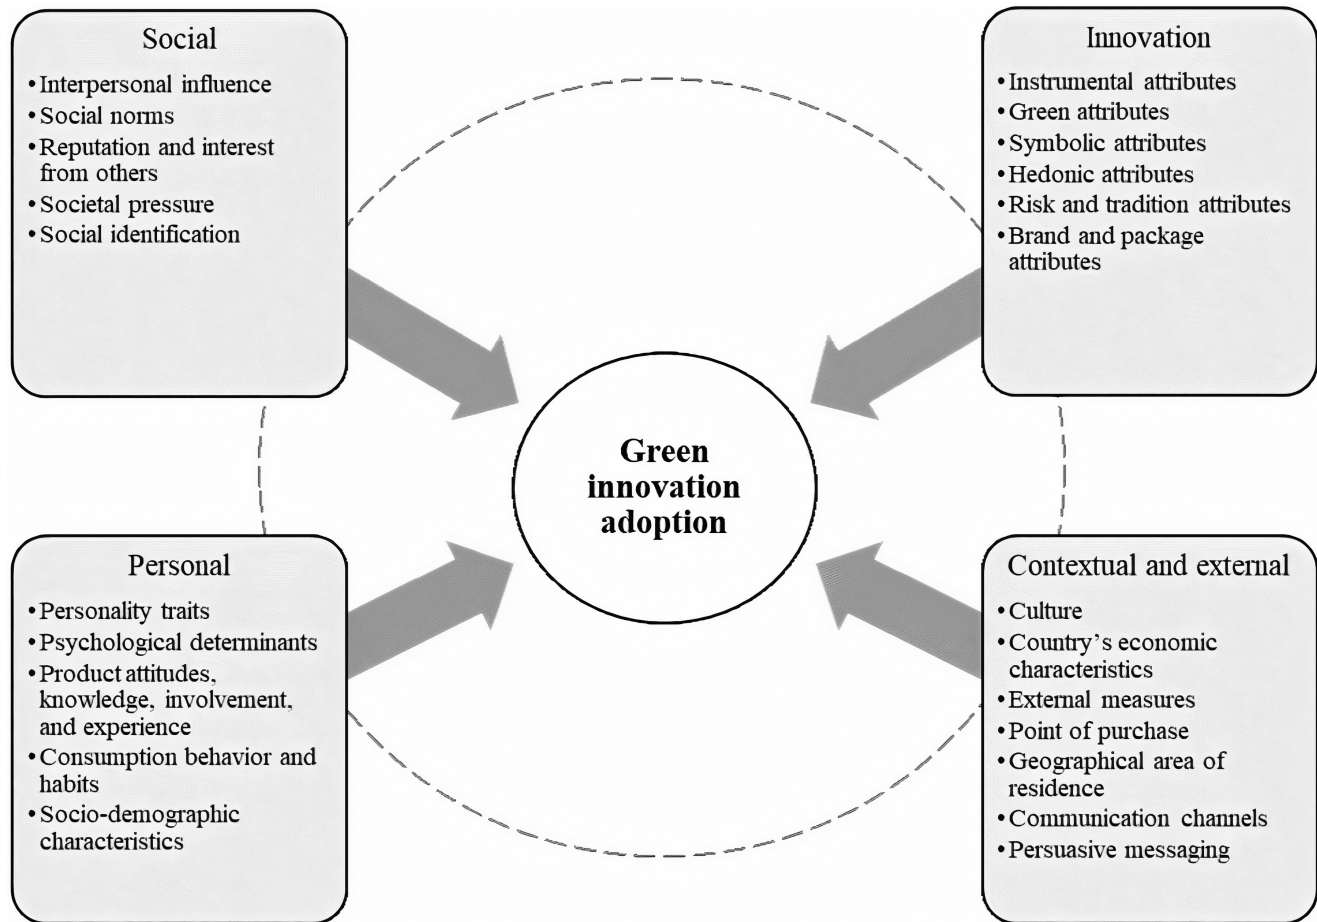 Social
•Interpersonal influence
•Social norms
•Reputation and interest
from others
•Societal pressure
•Social identification
Innovation
•Instrumental attributes
•Green attributes
•Symbolic attributes
•Hedonic attributes
•Risk and tradition attributes
•Brand and package
attributes
Green
innovation
adoption
Personal
•Personality traits
•Psychological determinants
•Product attitudes,
knowledge, involvement,
and experience
•Consumption behavior and
habits
•Socio-demographic
characteristics
Contextual and external
•Culture
•Country’s economic
characteristics
•External measures
•Point of purchase
•Geographical area of
residence
•Communication channels
•Persuasive messaging